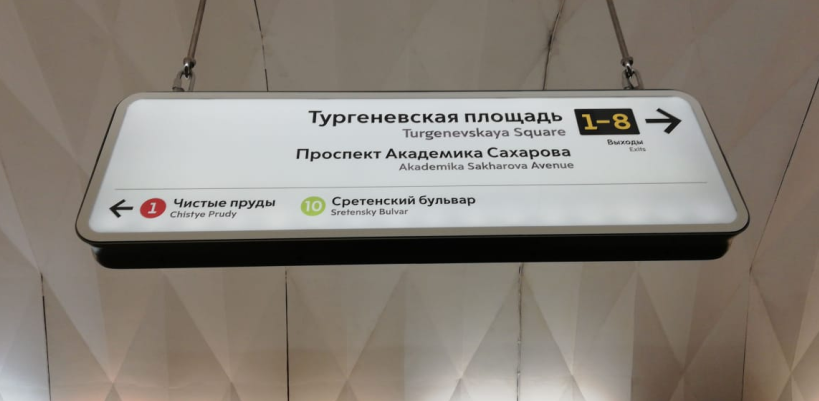 Тургеневская площадь 1-8 →
Turgenevskaya Square
Выходы
Exits
Проспект Академика Сахарова
Akademika Sakharova Avenue
← 1 Чистые пруды 10 Сретенский бульвар
Chistye Prudy Sretensky Bulvar